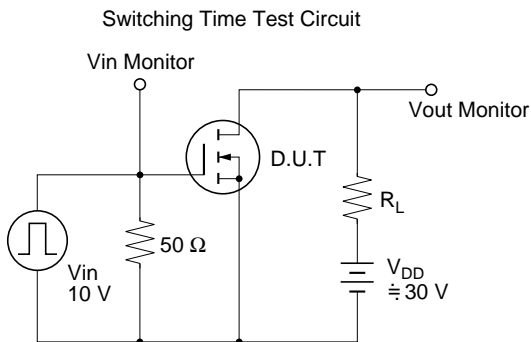 Switching Time Test Circuit
Vin Monitor
Vout Monitor
D.U.T
R_L
50 Ω
Vin
10 V
V_DD
≒ 30 V